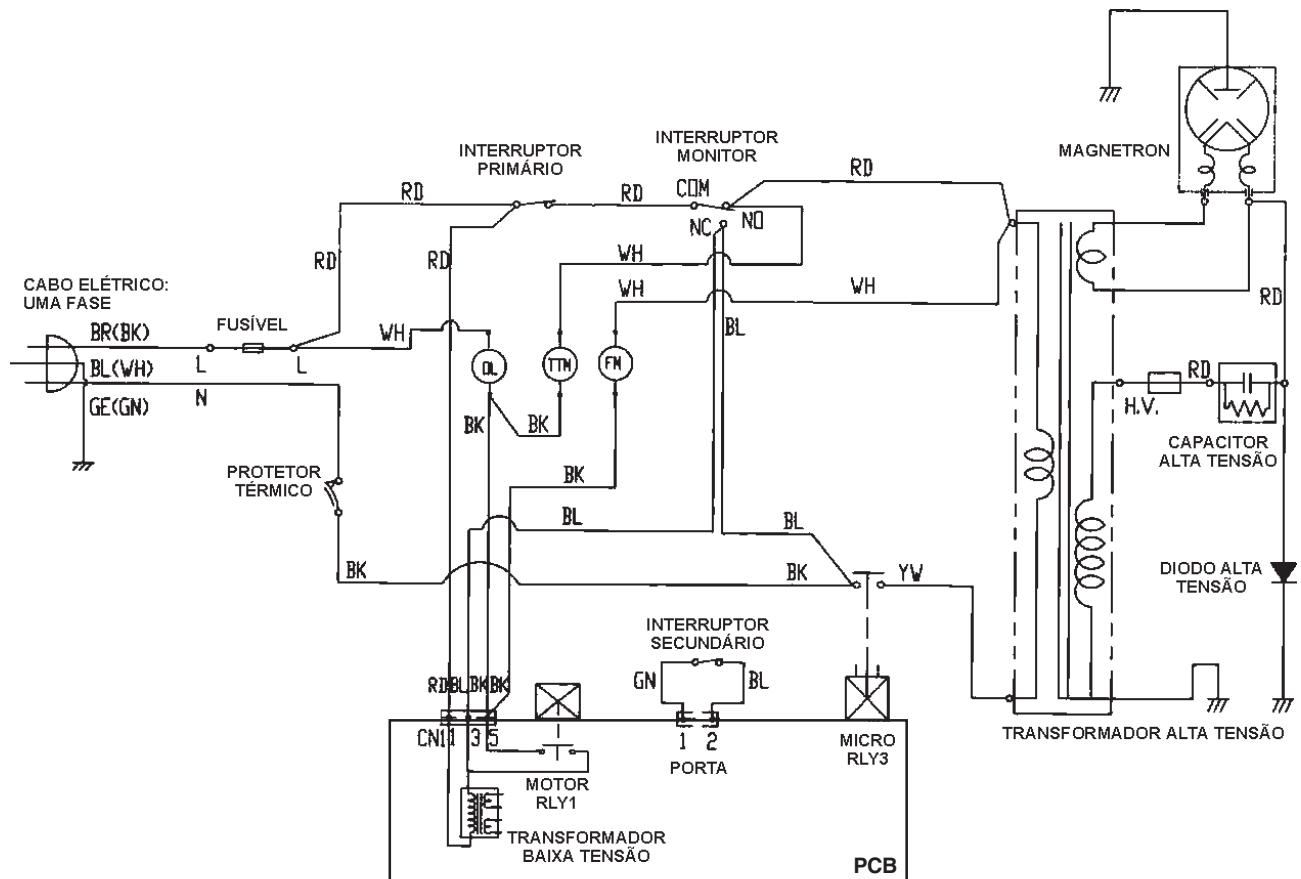 MAGNETRON
INTERRUPTOR
PRIMÁRIO
INTERRUPTOR
MONITOR
RD
RD
COM
RD
NC
NO
RD
RD
WH
WH
WH
CABO ELÉTRICO:
UMA FASE
BR(BK)
FUSÍVEL
WH
BL
RD
L
L
BL(WH)
N
OL
TTM
FM
GE(GN)
BK
BK
H.V.
RD
CAPACITOR
ALTA TENSÃO
PROTETOR
TÉRMICO
BK
BL
BL
BK
BK
YW
DIODO ALTA
TENSÃO
INTERRUPTOR
SECUNDÁRIO
GN
BL
RD BL BK BK
CN1 1 3 5
1 2
PORTA
MOTOR
RLY1
MICRO
RLY3
TRANSFORMADOR ALTA TENSÃO
TRANSFORMADOR
BAIXA TENSÃO
PCB